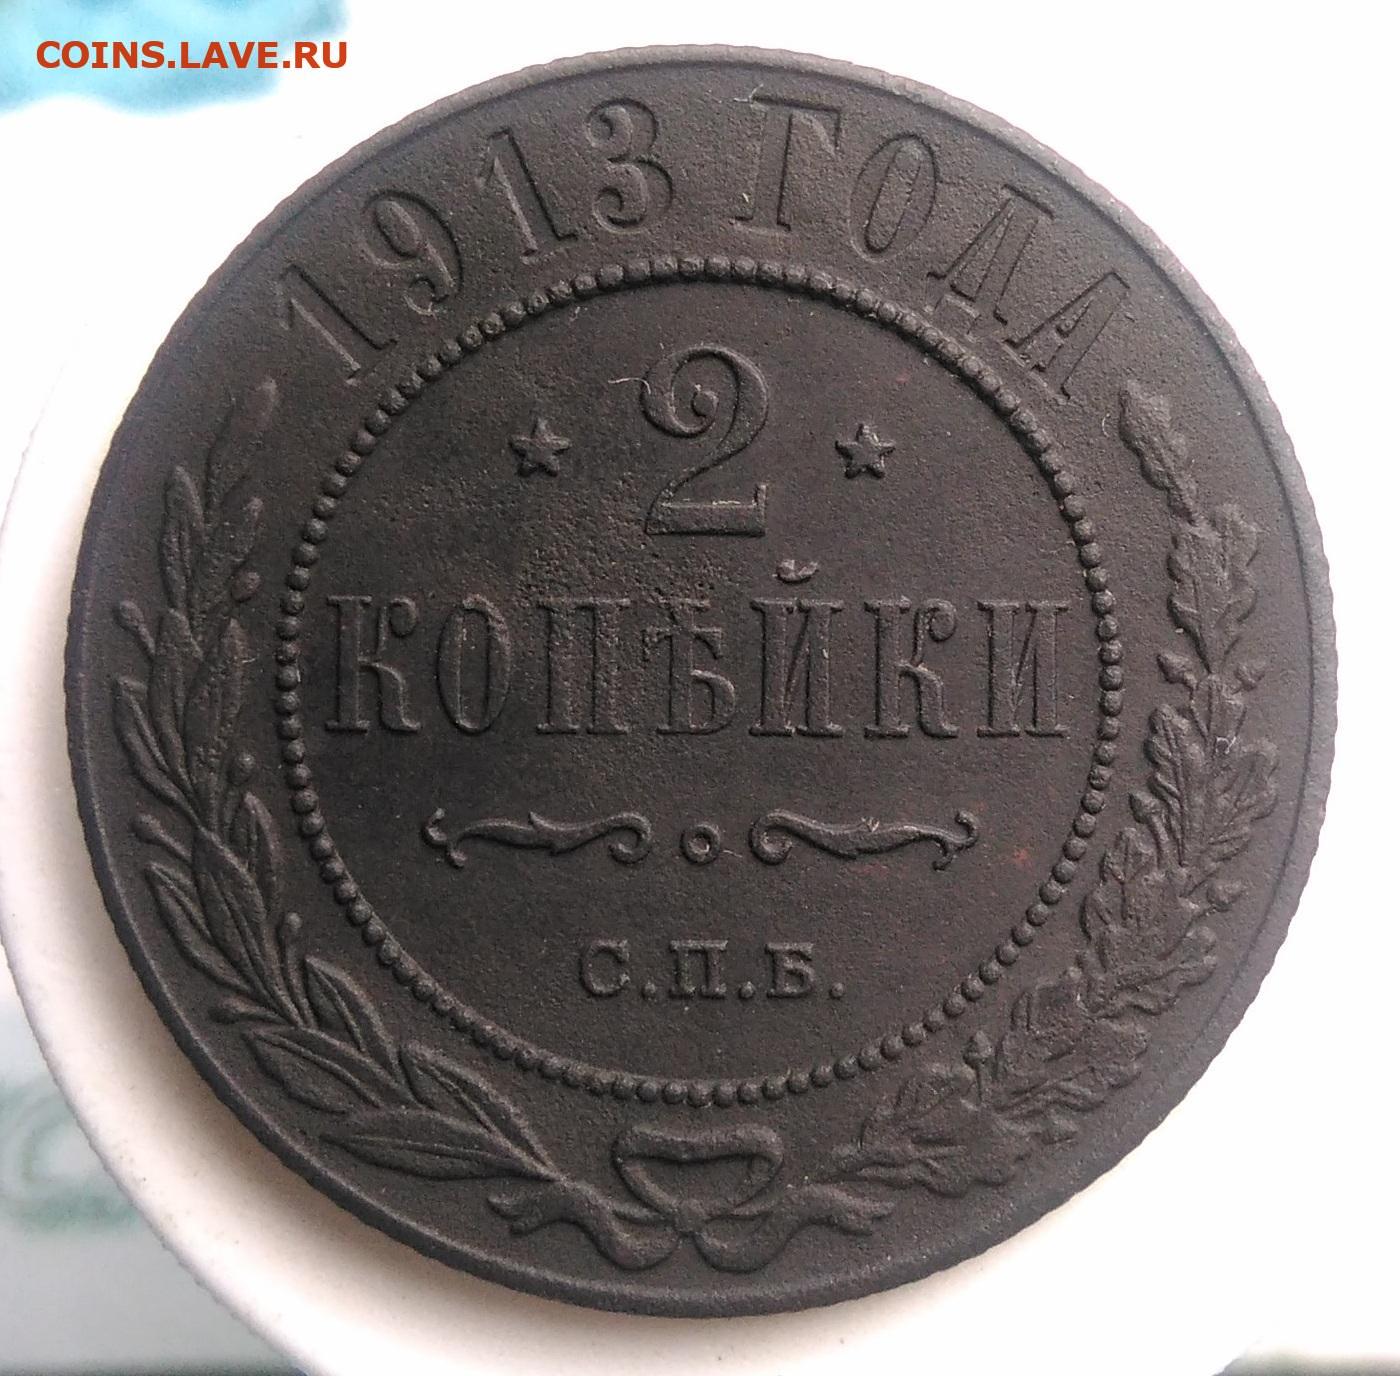 COINS.LAVE.RU
1913 ГОДА
2
КОПѢЙКИ
С.П.Б.